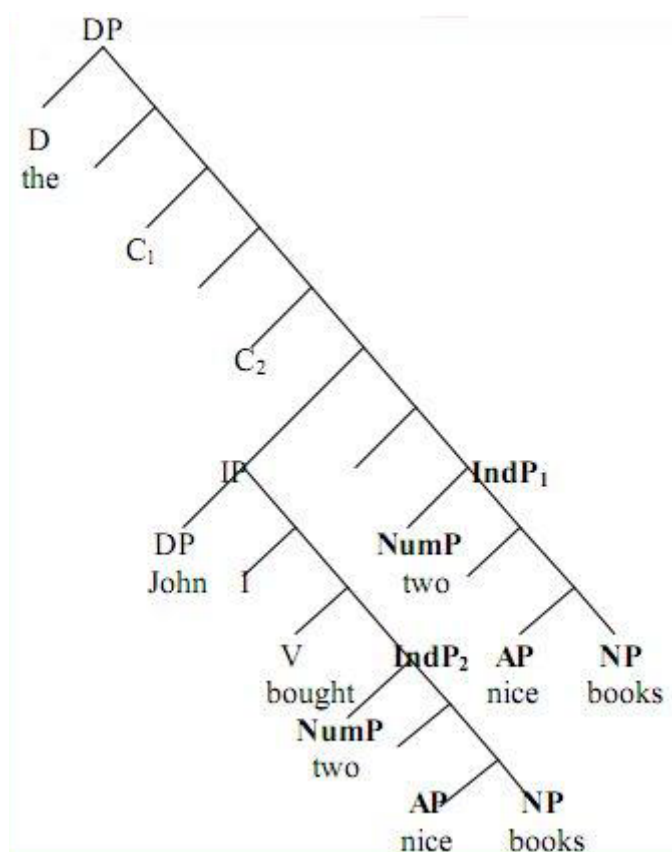 DP
D
the
C₁
C₂
IP IndP₁
DP NumP
John I two
V IndP₂ AP NP
bought nice books
NumP
two
AP NP
nice books